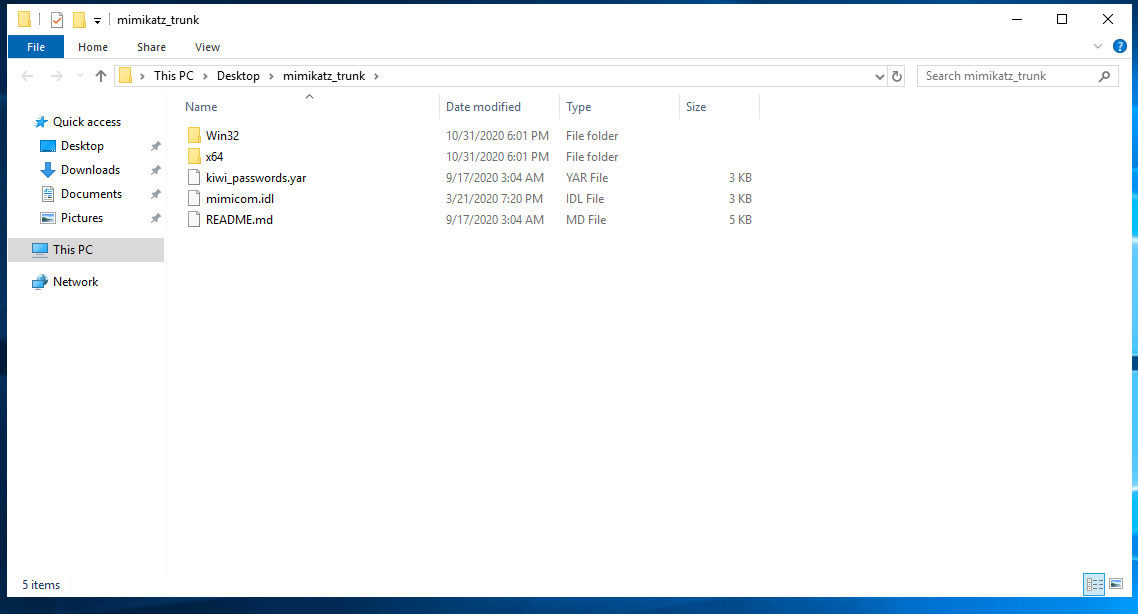 mimikatz_trunk
File Home Share View
This PC Desktop mimikatz_trunk Search mimikatz_trunk
Name Date modified Type Size
Quick access
Desktop
Downloads
Documents
Pictures
This PC
Network
Win32 10/31/2020 6:01 PM File folder
x64 10/31/2020 6:01 PM File folder
kiwi_passwords.yar 9/17/2020 3:04 AM YAR File 3 KB
mimicom.idl 3/21/2020 7:20 PM IDL File 3 KB
README.md 9/17/2020 3:04 AM MD File 5 KB
5 items